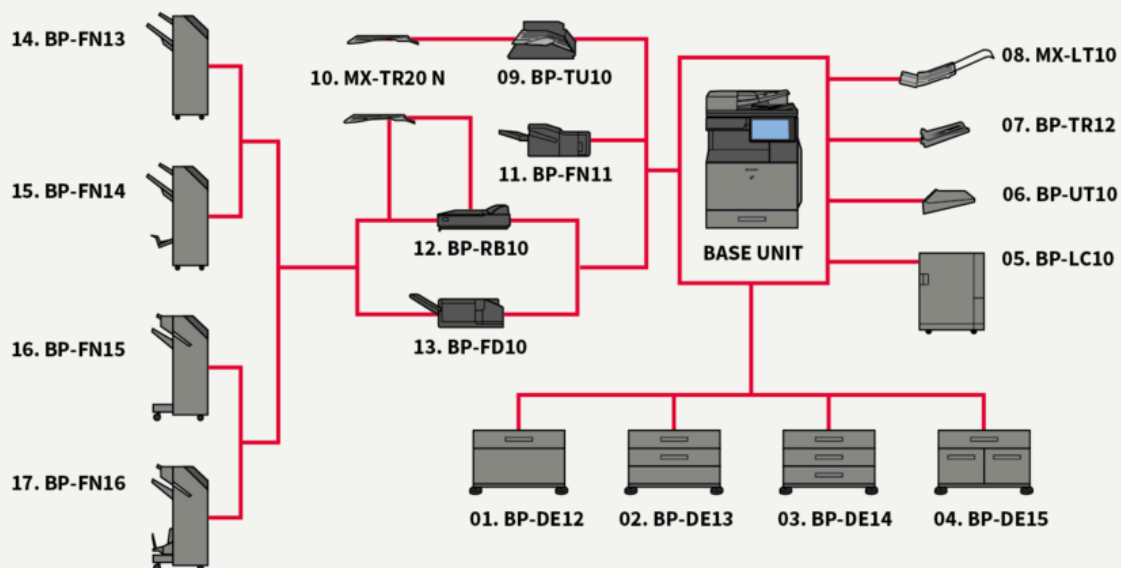 14. BP-FN13
10. MX-TR20 N
09. BP-TU10
08. MX-LT10
07. BP-TR12
11. BP-FN11
15. BP-FN14
06. BP-UT10
12. BP-RB10
BASE UNIT
05. BP-LC10
16. BP-FN15
13. BP-FD10
17. BP-FN16
01. BP-DE12
02. BP-DE13
03. BP-DE14
04. BP-DE15